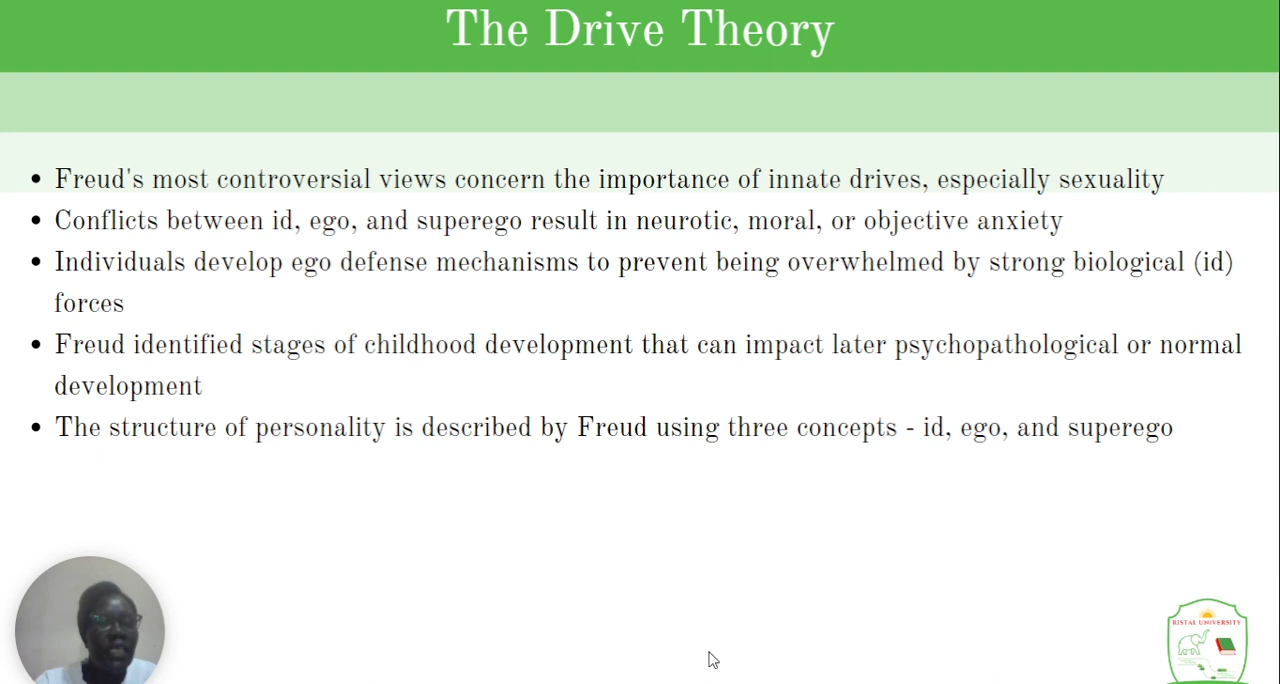 The Drive Theory
• Freud's most controversial views concern the importance of innate drives, especially sexuality
• Conflicts between id, ego, and superego result in neurotic, moral, or objective anxiety
• Individuals develop ego defense mechanisms to prevent being overwhelmed by strong biological (id)
forces
• Freud identified stages of childhood development that can impact later psychopathological or normal
development
• The structure of personality is described by Freud using three concepts - id, ego, and superego
RISTAL UNIVERSITY